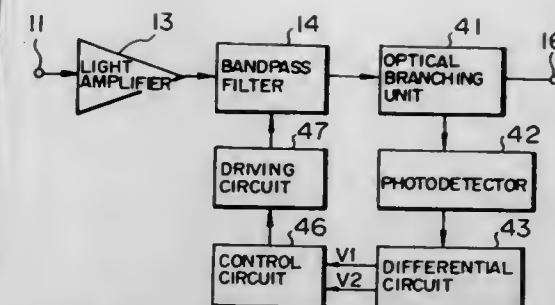 11
13
14
41
16
LIGHT
AMPLIFIER
BANDPASS
FILTER
OPTICAL
BRANCHING
UNIT
47
42
DRIVING
CIRCUIT
PHOTODETECTOR
46
43
V1
V2
CONTROL
CIRCUIT
DIFFERENTIAL
CIRCUIT